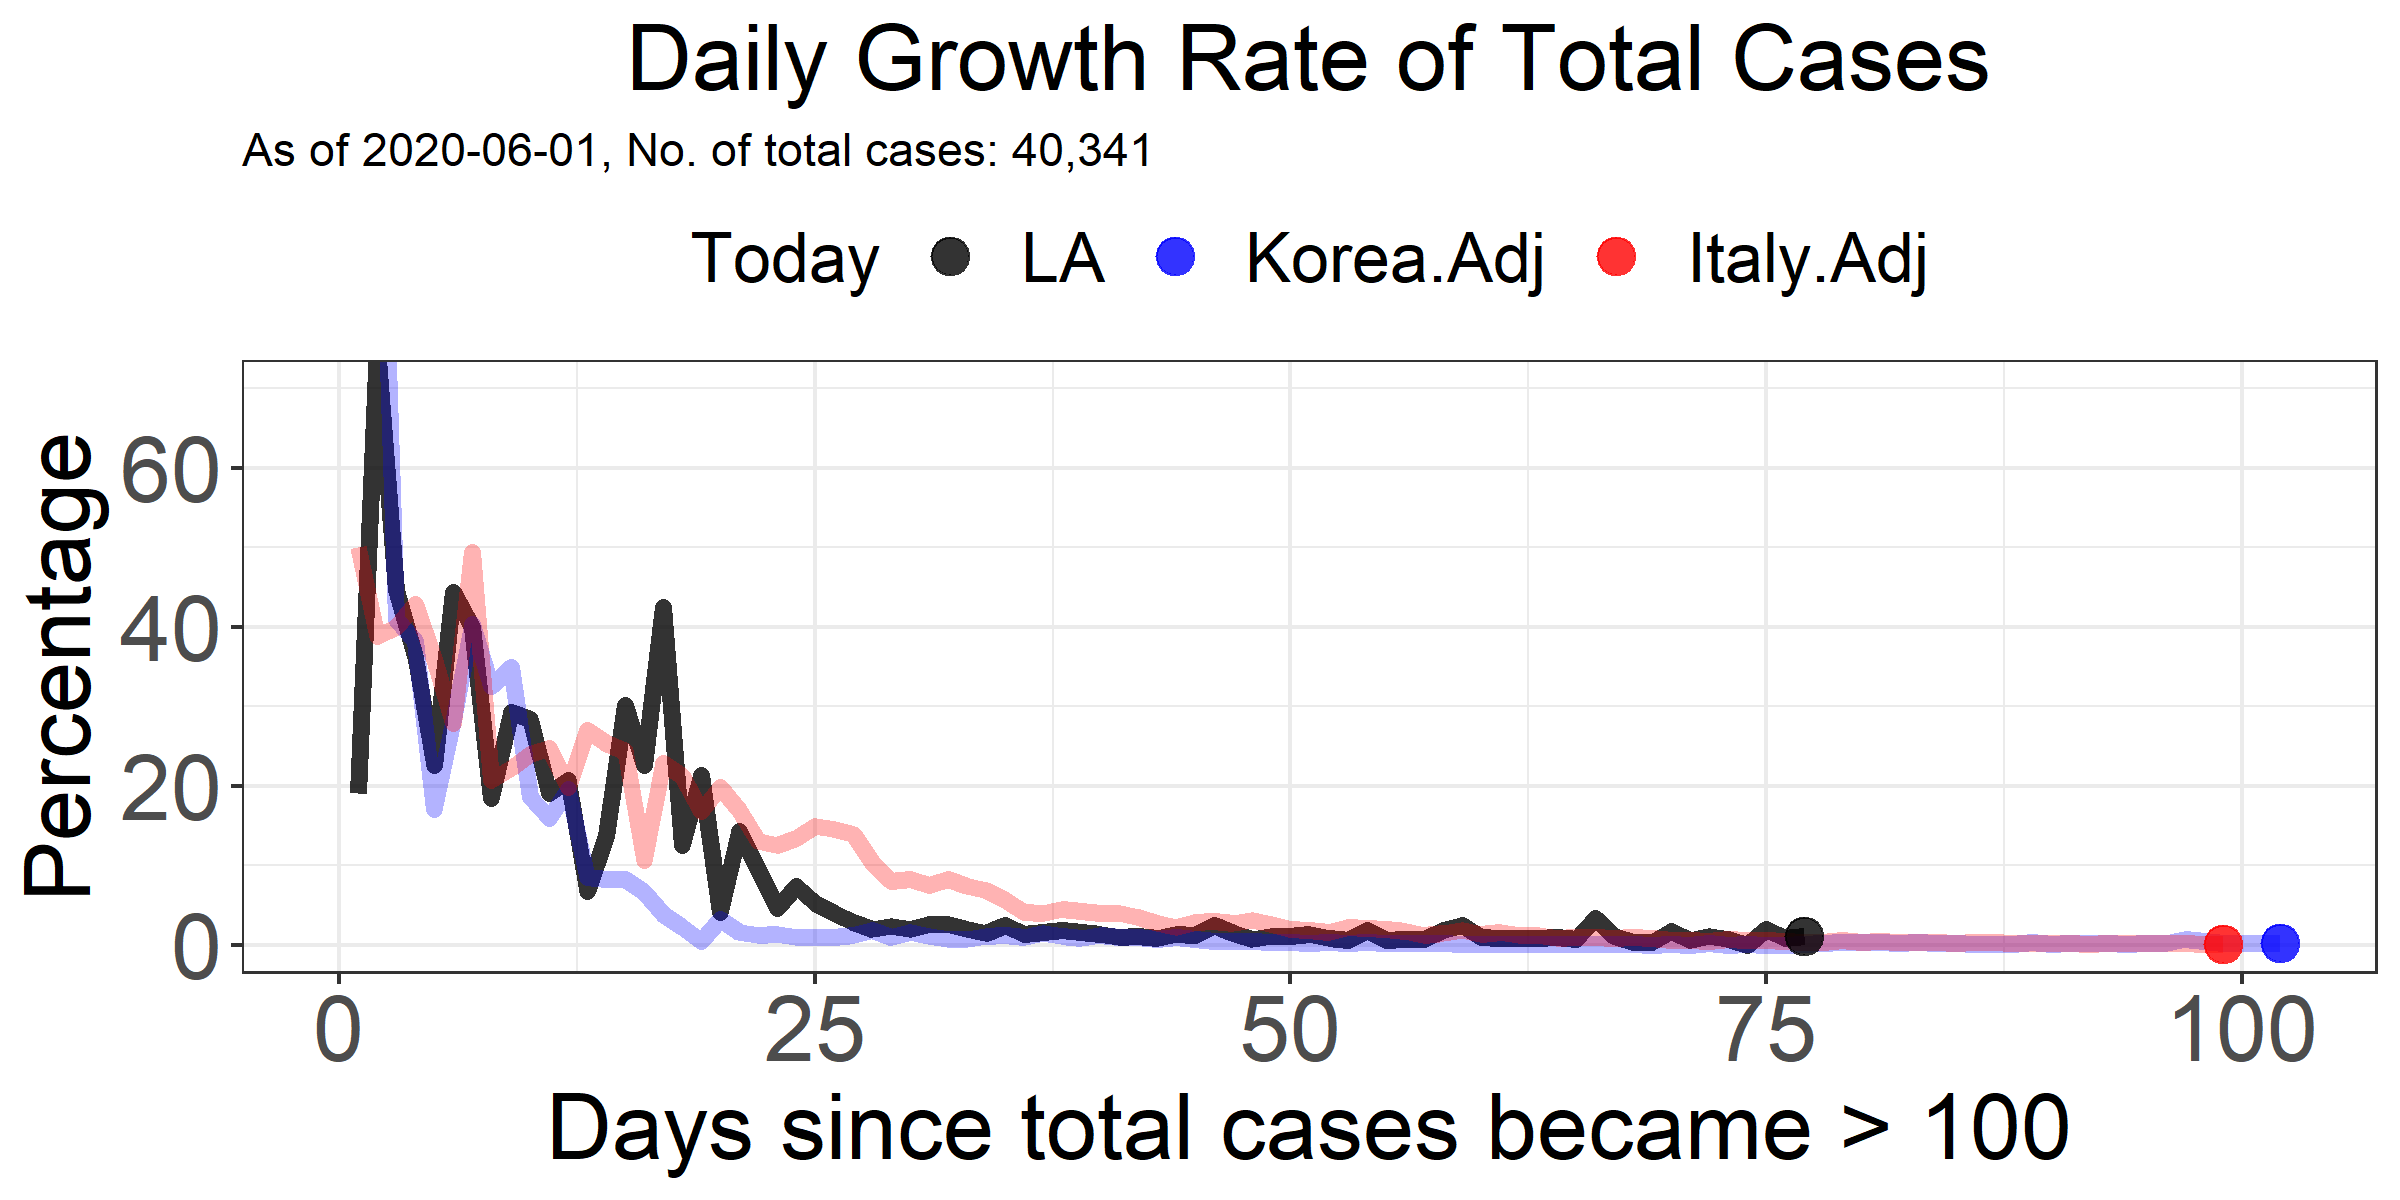 Daily Growth Rate of Total Cases
As of 2020-06-01, No. of total cases: 40,341
Today LA Korea.Adj Italy.Adj
Percentage
60
40
20
0
0 25 50 75 100
Days since total cases became > 100